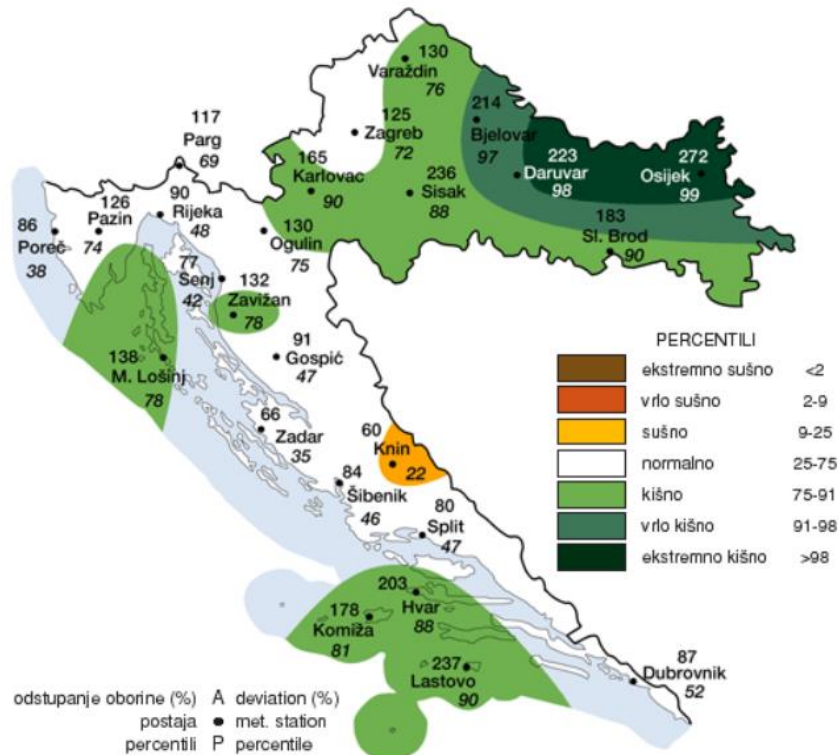 130
Varaždin
76
214
Bjelovar
97
125
Zagreb
72
117
Parg
69
165
Karlovac
90
236
Sisak
88
223
Daruvar
98
272
Osijek
99
183
Sl. Brod
90
126
Pazin
74
90
Rijeka
48
86
Poreč
38
130
Ogulin
75
77
Senj
42
132
Zavižan
78
91
Gospić
47
138
M. Lošinj
78
66
Zadar
35
60
Knin
22
84
Šibenik
46
80
Split
47
203
Hvar
88
178
Komiža
81
237
Lastovo
90
87
Dubrovnik
52
PERCENTILI
ekstremno sušno <2
vrlo sušno 2-9
sušno 9-25
normalno 25-75
kišno 75-91
vrlo kišno 91-98
ekstremno kišno >98
odstupanje oborine (%) A deviation (%)
postaja ● met. station
percentili P percentile